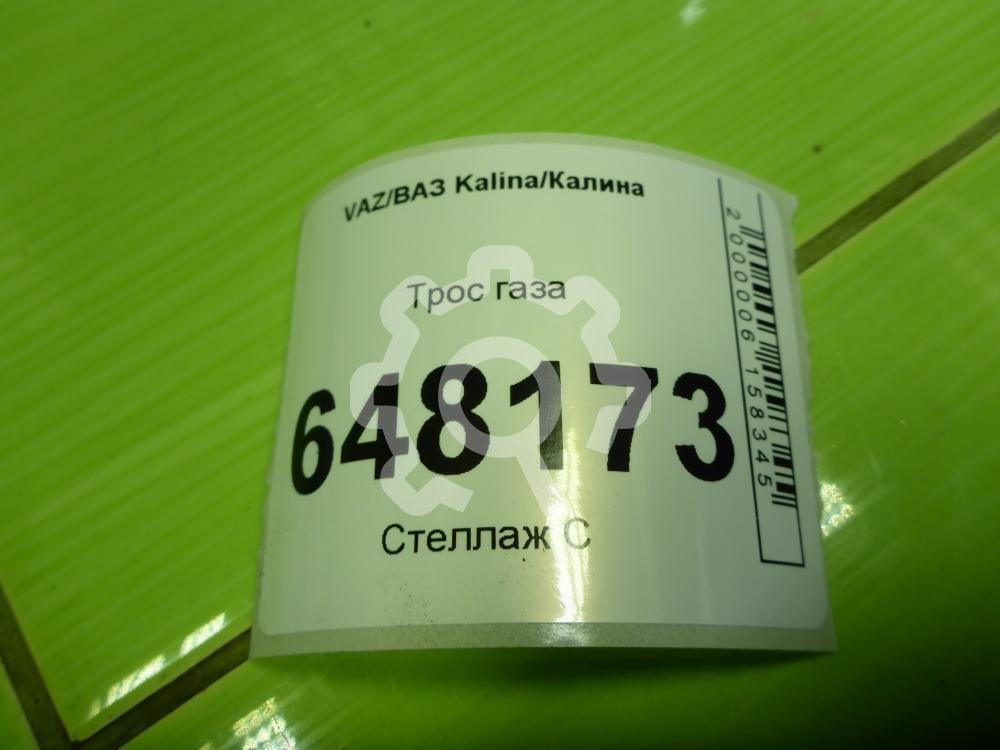 VAZ/ВАЗ Kalina/Калина
Трос газа
648173
Стеллаж С
2000006158345